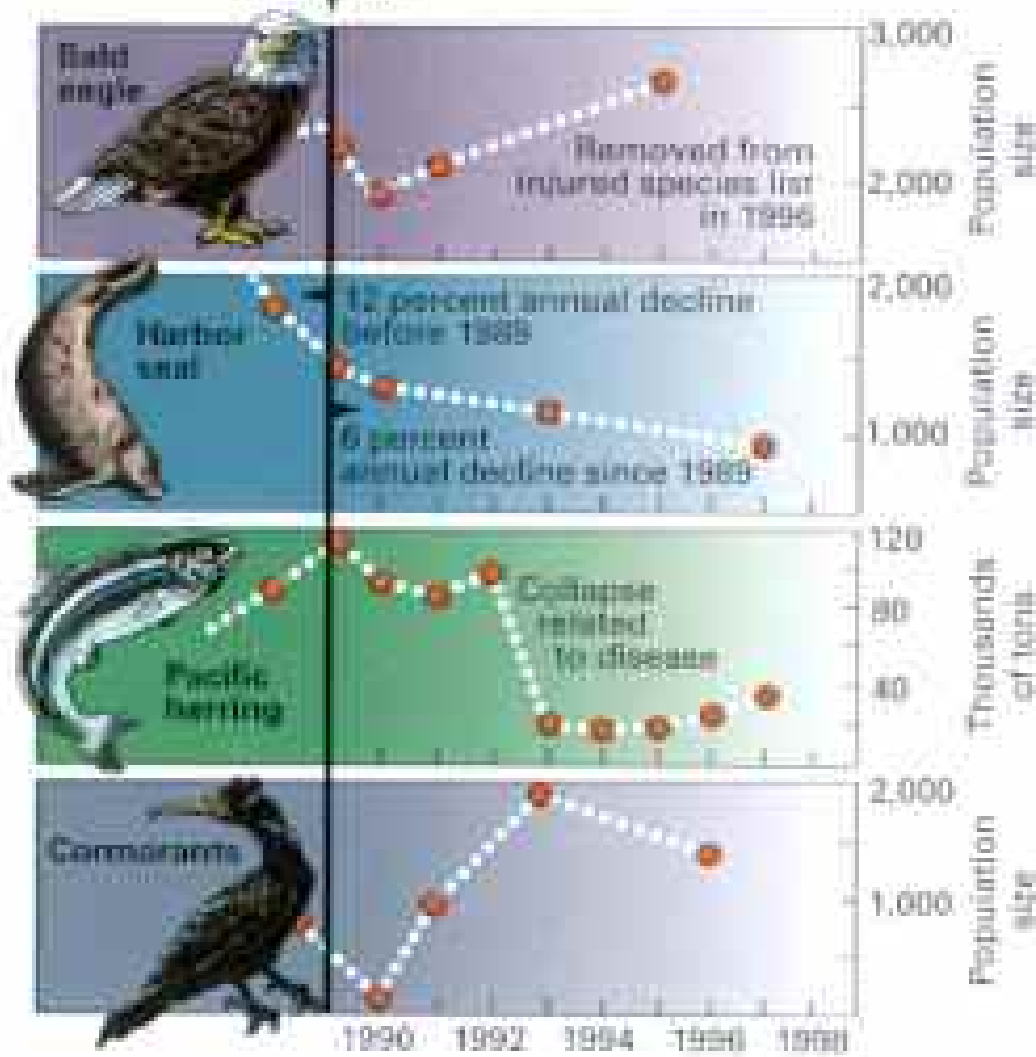 Bald
eagle
3,000
2,000
Population
size
Removed from
injured species list
in 1996
Harbor
seal
12 percent annual decline
before 1989
6 percent
annual decline since 1989
2,000
1,000
Population
size
Pacific
herring
Collapse
related
to disease
120
80
40
Thousands
of tons
Cormorants
2,000
1,000
Population
size
1990
1992
1994
1996
1998